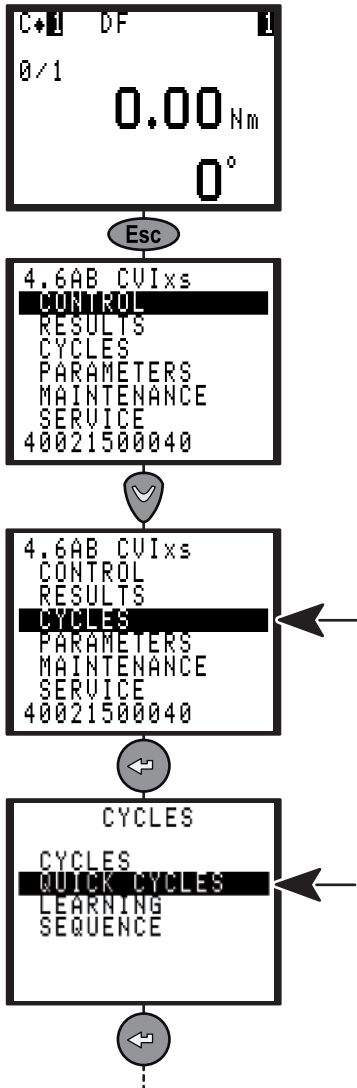 C♦1 DF 1
0/1
0.00 Nm
0°
Esc
4.6AB CVIxs
CONTROL
RESULTS
CYCLES
PARAMETERS
MAINTENANCE
SERVICE
40021500040
4.6AB CVIxs
CONTROL
RESULTS
CYCLES
PARAMETERS
MAINTENANCE
SERVICE
40021500040
CYCLES
CYCLES
QUICK CYCLES
LEARNING
SEQUENCE